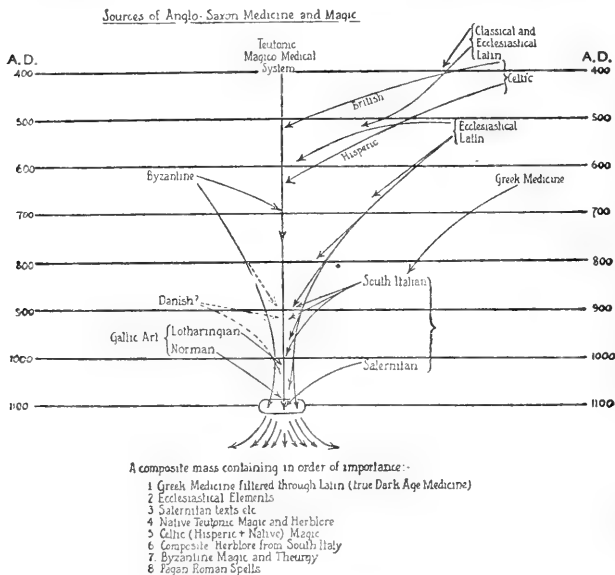 Sources of Anglo-Saxon Medicine and Magic
A.D.
Teutonic
Magico Medical
System
Classical and
Ecclesiastical
Latin
Celtic
A.D.
400
400
British
500
500
Hisperic
Ecclesiastical
Latin
600
600
Byzantine
Greek Medicine
700
700
800
800
South Italian
Danish?
900
900
Gallic Art
Lotharingian
Norman
1000
1000
Salernitan
1100
1100
A composite mass containing in order of importance:-
1 Greek Medicine filtered through Latin (true Dark Age Medicine)
2 Ecclesiastical Elements
3 Salernitan texts etc
4 Native Teutonic Magic and Herblore
5 Celtic (Hisperic + Native) Magic
6 Composite Herblore from South Italy
7. Byzantine Magic and Theurgy
8 Pagan Roman Spells